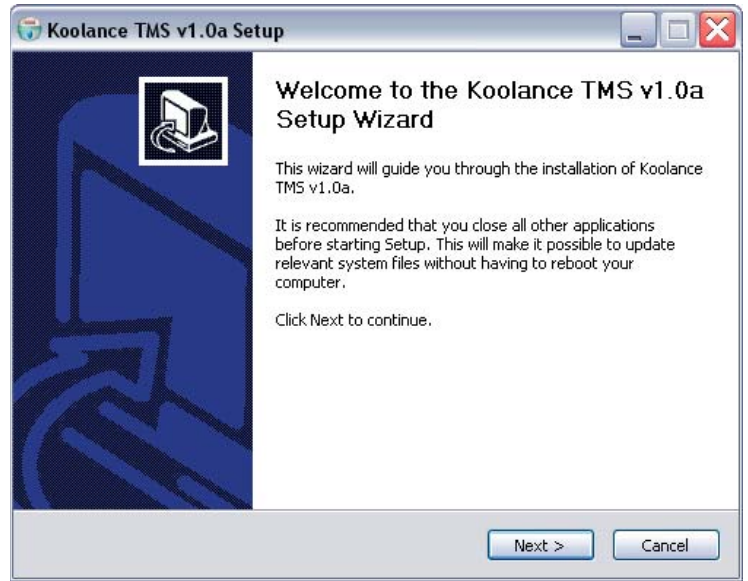 Koolance TMS v1.0a Setup
Welcome to the Koolance TMS v1.0a
Setup Wizard
This wizard will guide you through the installation of Koolance
TMS v1.0a.
It is recommended that you close all other applications
before starting Setup. This will make it possible to update
relevant system files without having to reboot your
computer.
Click Next to continue.
Next >
Cancel